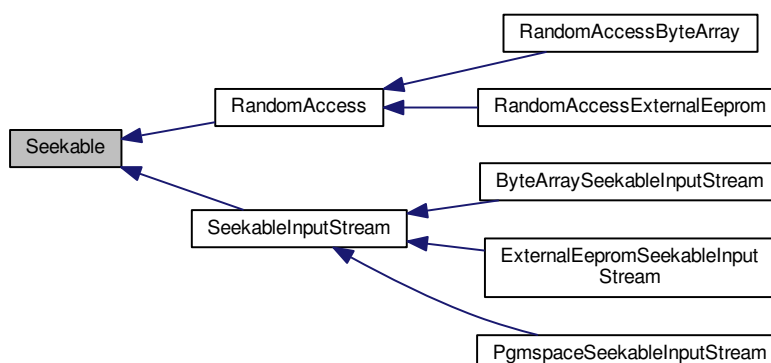 RandomAccessByteArray
RandomAccess
RandomAccessExternalEeprom
Seekable
ByteArraySeekableInputStream
SeekableInputStream
ExternalEepromSeekableInput
Stream
PgmspaceSeekableInputStream